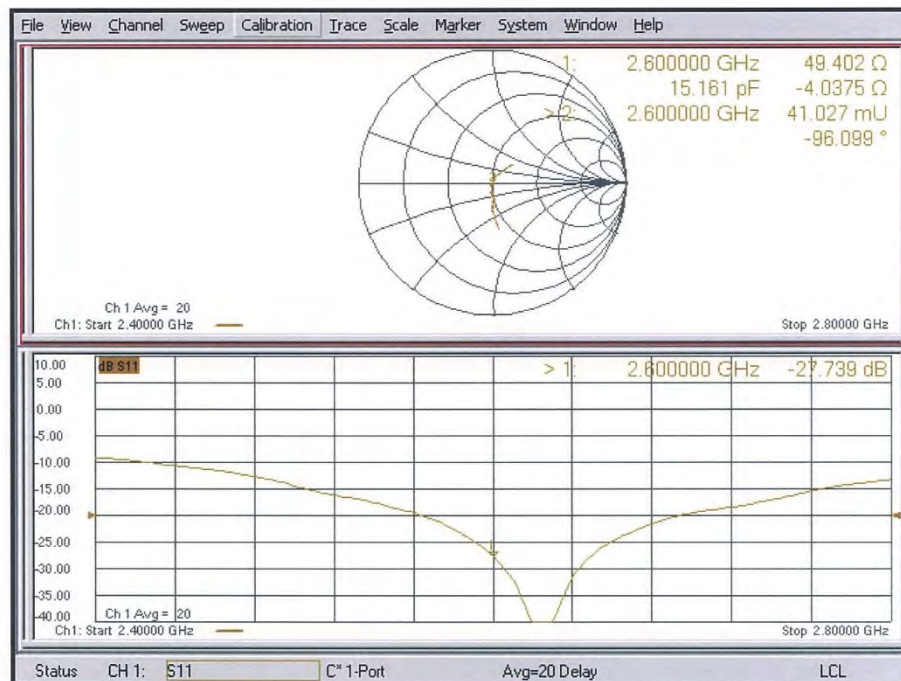 File View Channel Sweep Calibration Trace Scale Marker System Window Help
1: 2.600000 GHz 49.402 Ω
15.161 pF -4.0375 Ω
> 2: 2.600000 GHz 41.027 mU
-96.099 °
Ch 1 Avg = 20
Ch1: Start 2.40000 GHz
Stop 2.80000 GHz
10.00
dB S11
> 1: 2.600000 GHz -27.739 dB
5.00
0.00
-5.00
-10.00
-15.00
-20.00
-25.00
-30.00
-35.00
-40.00
Ch 1 Avg = 20
Ch1: Start 2.40000 GHz
Stop 2.80000 GHz
Status CH 1: S11 C* 1-Port Avg=20 Delay LCL